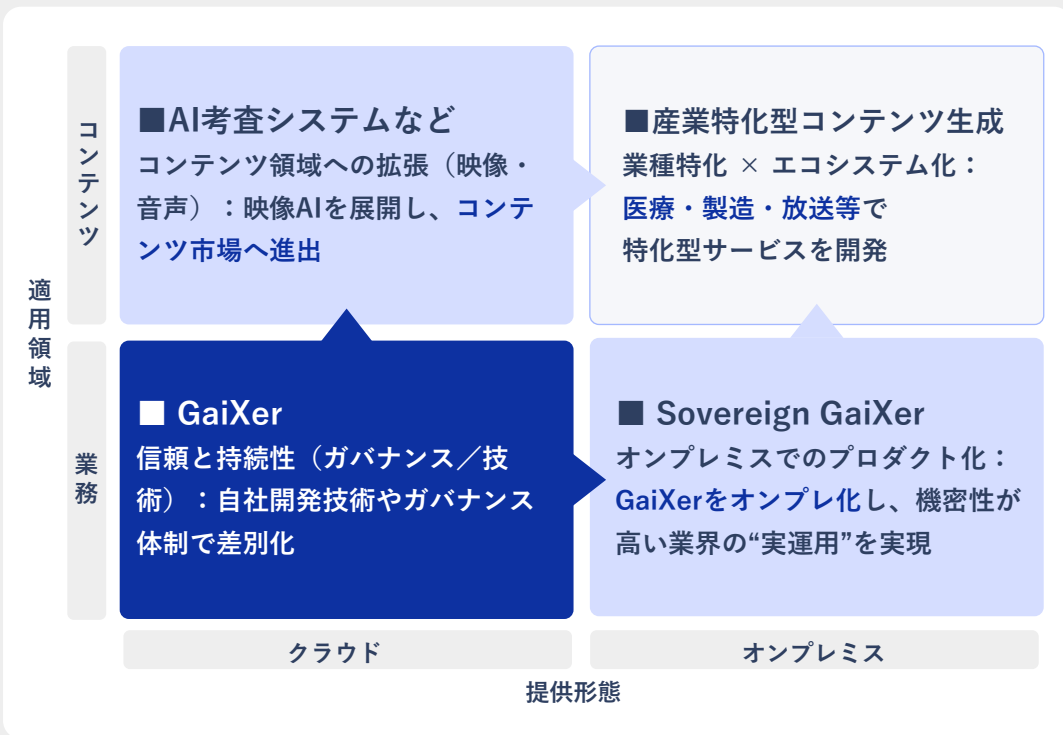 適用領域
コンテンツ
■AI考査システムなど
コンテンツ領域への拡張（映像・
音声）：映像AIを展開し、コンテ
ンツ市場へ進出
■産業特化型コンテンツ生成
業種特化 × エコシステム化：
医療・製造・放送等で
特化型サービスを開発
業務
■ GaiXer
信頼と持続性（ガバナンス／技
術）：自社開発技術やガバナンス
体制で差別化
■ Sovereign GaiXer
オンプレミスでのプロダクト化：
GaiXerをオンプレ化し、機密性が
高い業界の“実運用”を実現
クラウド
オンプレミス
提供形態